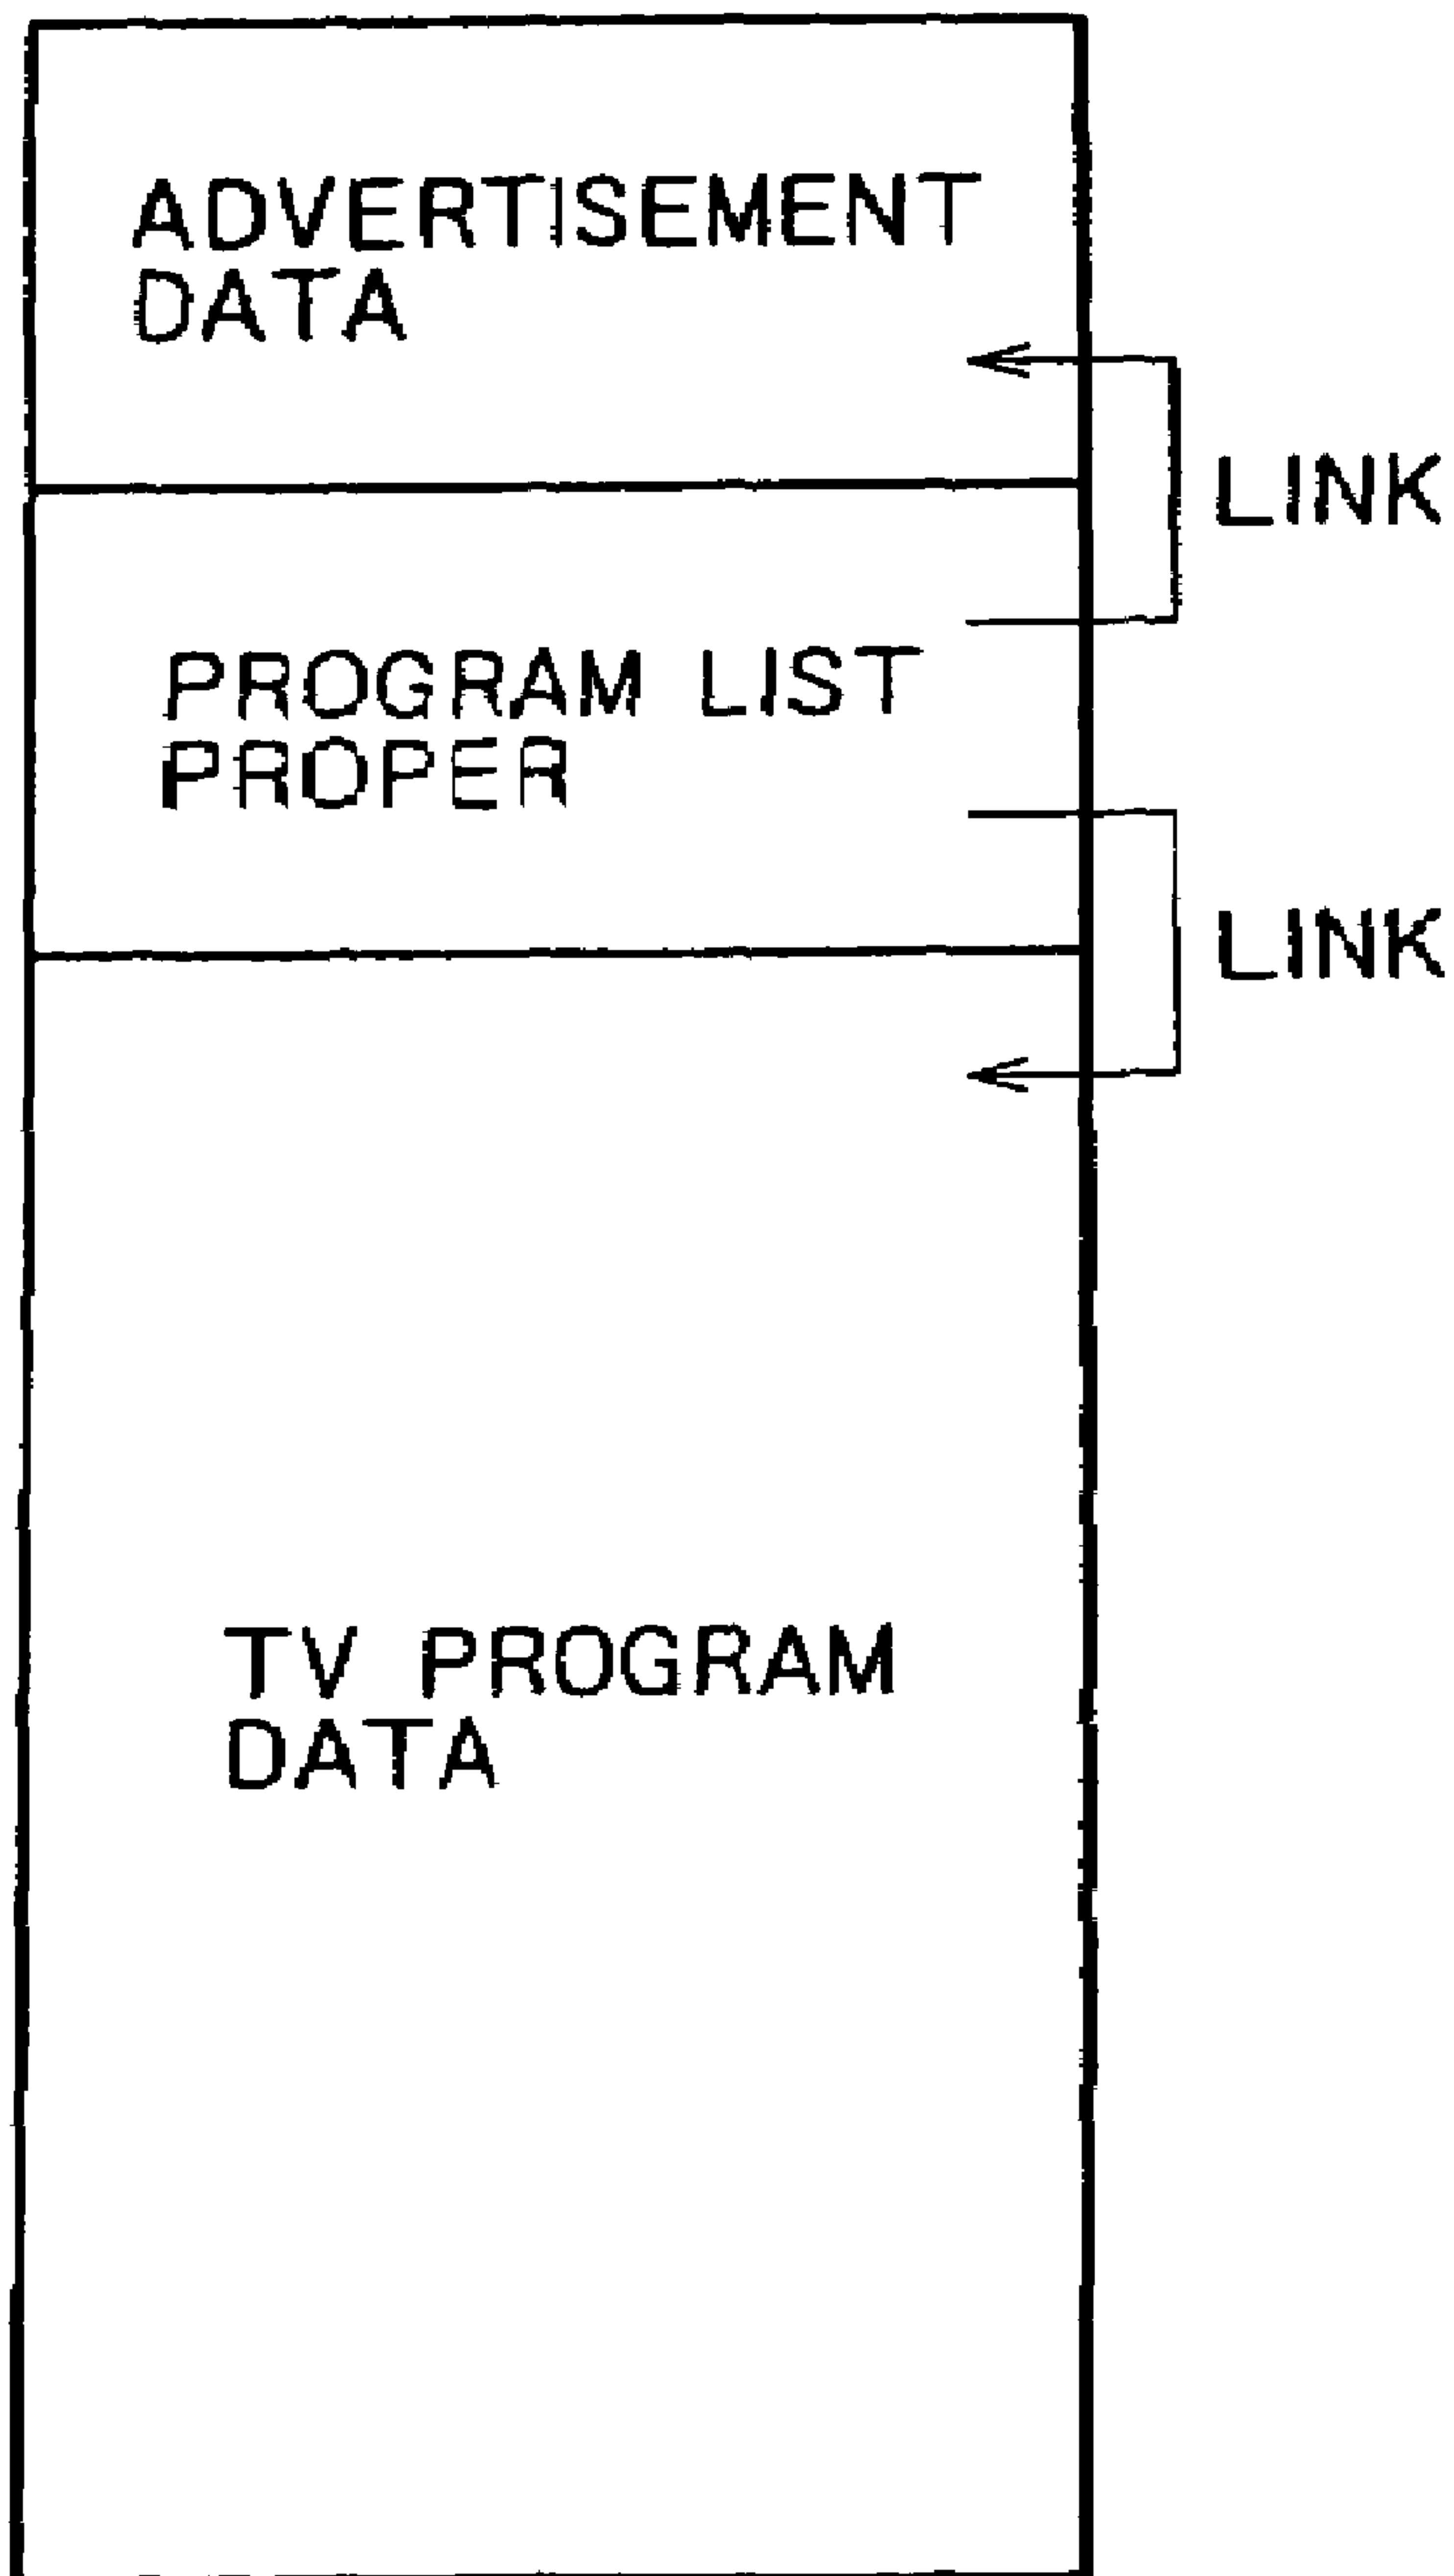 ADVERTISEMENT
DATA
LINK
PROGRAM LIST
PROPER
LINK
TV PROGRAM
DATA